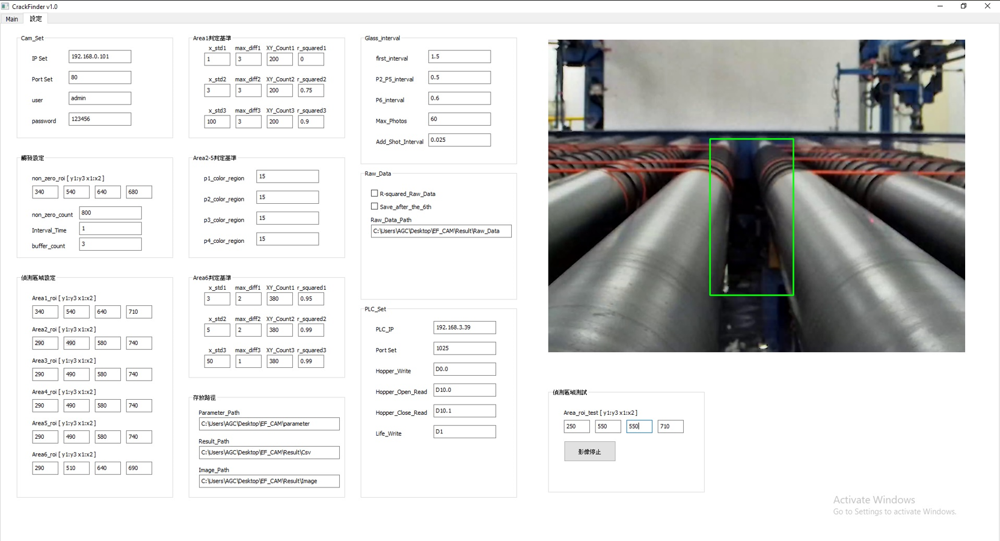 CrackFinder v1.0
Main 設定
Cam_Set
IP Set 192.168.0.101
Port Set 80
user admin
password 123456
觸發設定
non_zero_roi [ y1:y3 x1:x2 ]
340 540 640 680
non_zero_count 800
Interval_Time 1
buffer_count 3
偵測區域設定
Area1_roi [ y1:y3 x1:x2 ]
340 540 640 710
Area2_roi [ y1:y3 x1:x2 ]
290 490 580 740
Area3_roi [ y1:y3 x1:x2 ]
290 490 580 740
Area4_roi [ y1:y3 x1:x2 ]
290 490 580 740
Area5_roi [ y1:y3 x1:x2 ]
290 490 580 740
Area6_roi [ y1:y3 x1:x2 ]
290 510 640 690
Area1判定基準
x_std1 max_diff1 XY_Count1 r_squared1
1 3 200 0
x_std2 max_diff2 XY_Count2 r_squared2
3 3 200 0.75
x_std3 max_diff3 XY_Count3 r_squared3
100 3 200 0.9
Area2-5判定基準
p1_color_region 15
p2_color_region 15
p3_color_region 15
p4_color_region 15
Area6判定基準
x_std1 max_diff1 XY_Count1 r_squared1
3 2 380 0.95
x_std2 max_diff2 XY_Count2 r_squared2
5 2 380 0.99
x_std3 max_diff3 XY_Count3 r_squared3
50 1 380 0.99
存放路徑
Parameter_Path
C:\Users\AGC\Desktop\EF_CAM\parameter
Result_Path
C:\Users\AGC\Desktop\EF_CAM\Result\Csv
Image_Path
C:\Users\AGC\Desktop\EF_CAM\Result\Image
Glass_interval
first_interval 1.5
P2_P5_interval 0.5
P6_interval 0.6
Max_Photos 60
Add_Shot_Interval 0.025
Raw_Data
R-squared_Raw_Data
Save_after_the_6th
Raw_Data_Path
C:\Users\AGC\Desktop\EF_CAM\Result\Raw_Data
PLC_Set
PLC_IP 192.168.3.39
Port Set 1025
Hopper_Write D0.0
Hopper_Open_Read D10.0
Hopper_Close_Read D10.1
Life_Write D1
偵測區域測試
Area_roi_test [ y1:y3 x1:x2 ]
250 550 550 710
影像停止
Activate Windows
Go to Settings to activate Windows.